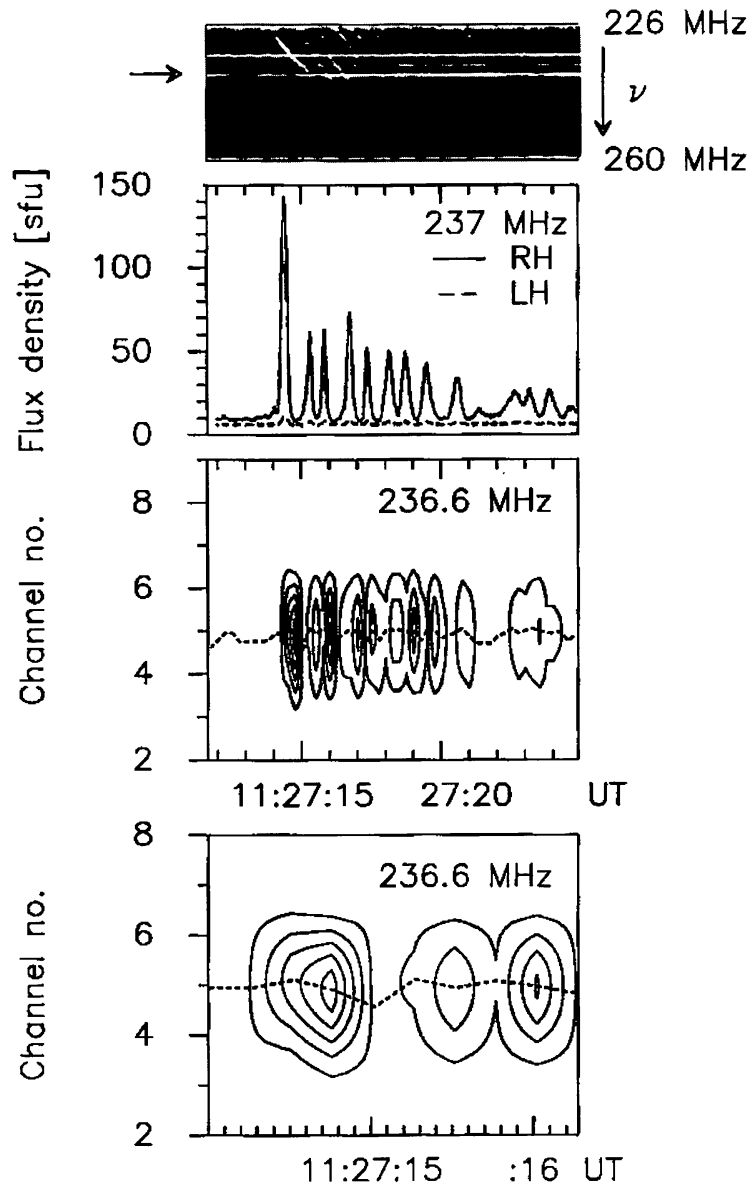 226 MHz
ν
260 MHz
Flux density [sfu]
150
100
50
0
237 MHz
RH
LH
Channel no.
8
6
4
2
236.6 MHz
11:27:15 27:20 UT
Channel no.
8
6
4
2
236.6 MHz
11:27:15 :16 UT